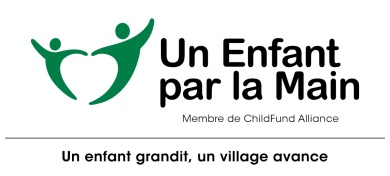 Un Enfant
par la Main
Membre de ChildFund Alliance
Un enfant grandit, un village avance